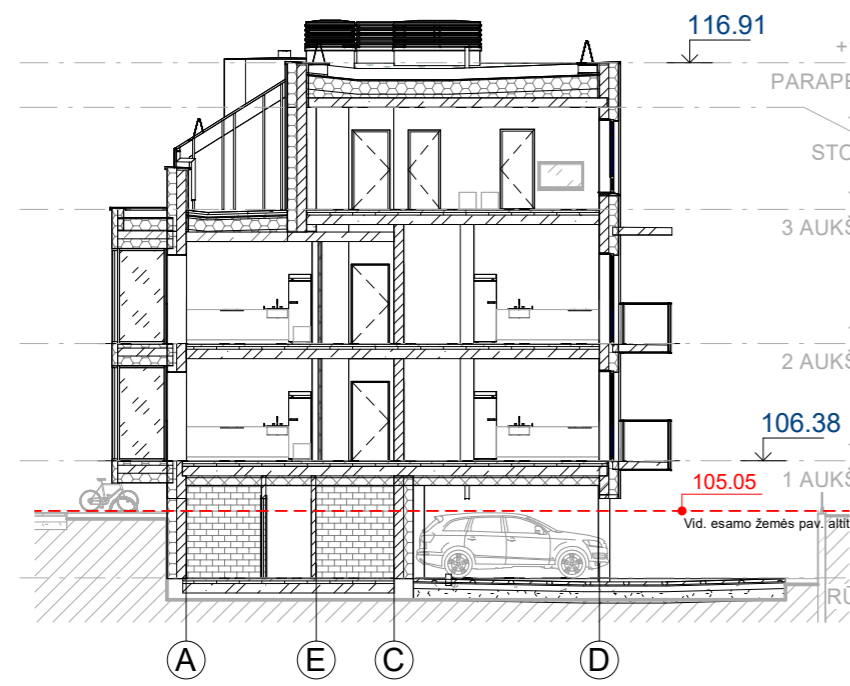 116.91
+
PARAPE
STO
3 AUKŠ
2 AUKŠ
106.38
1 AUKŠ
105.05
Vid. esamo žemės pav. altit
RŪ
A
E
C
D